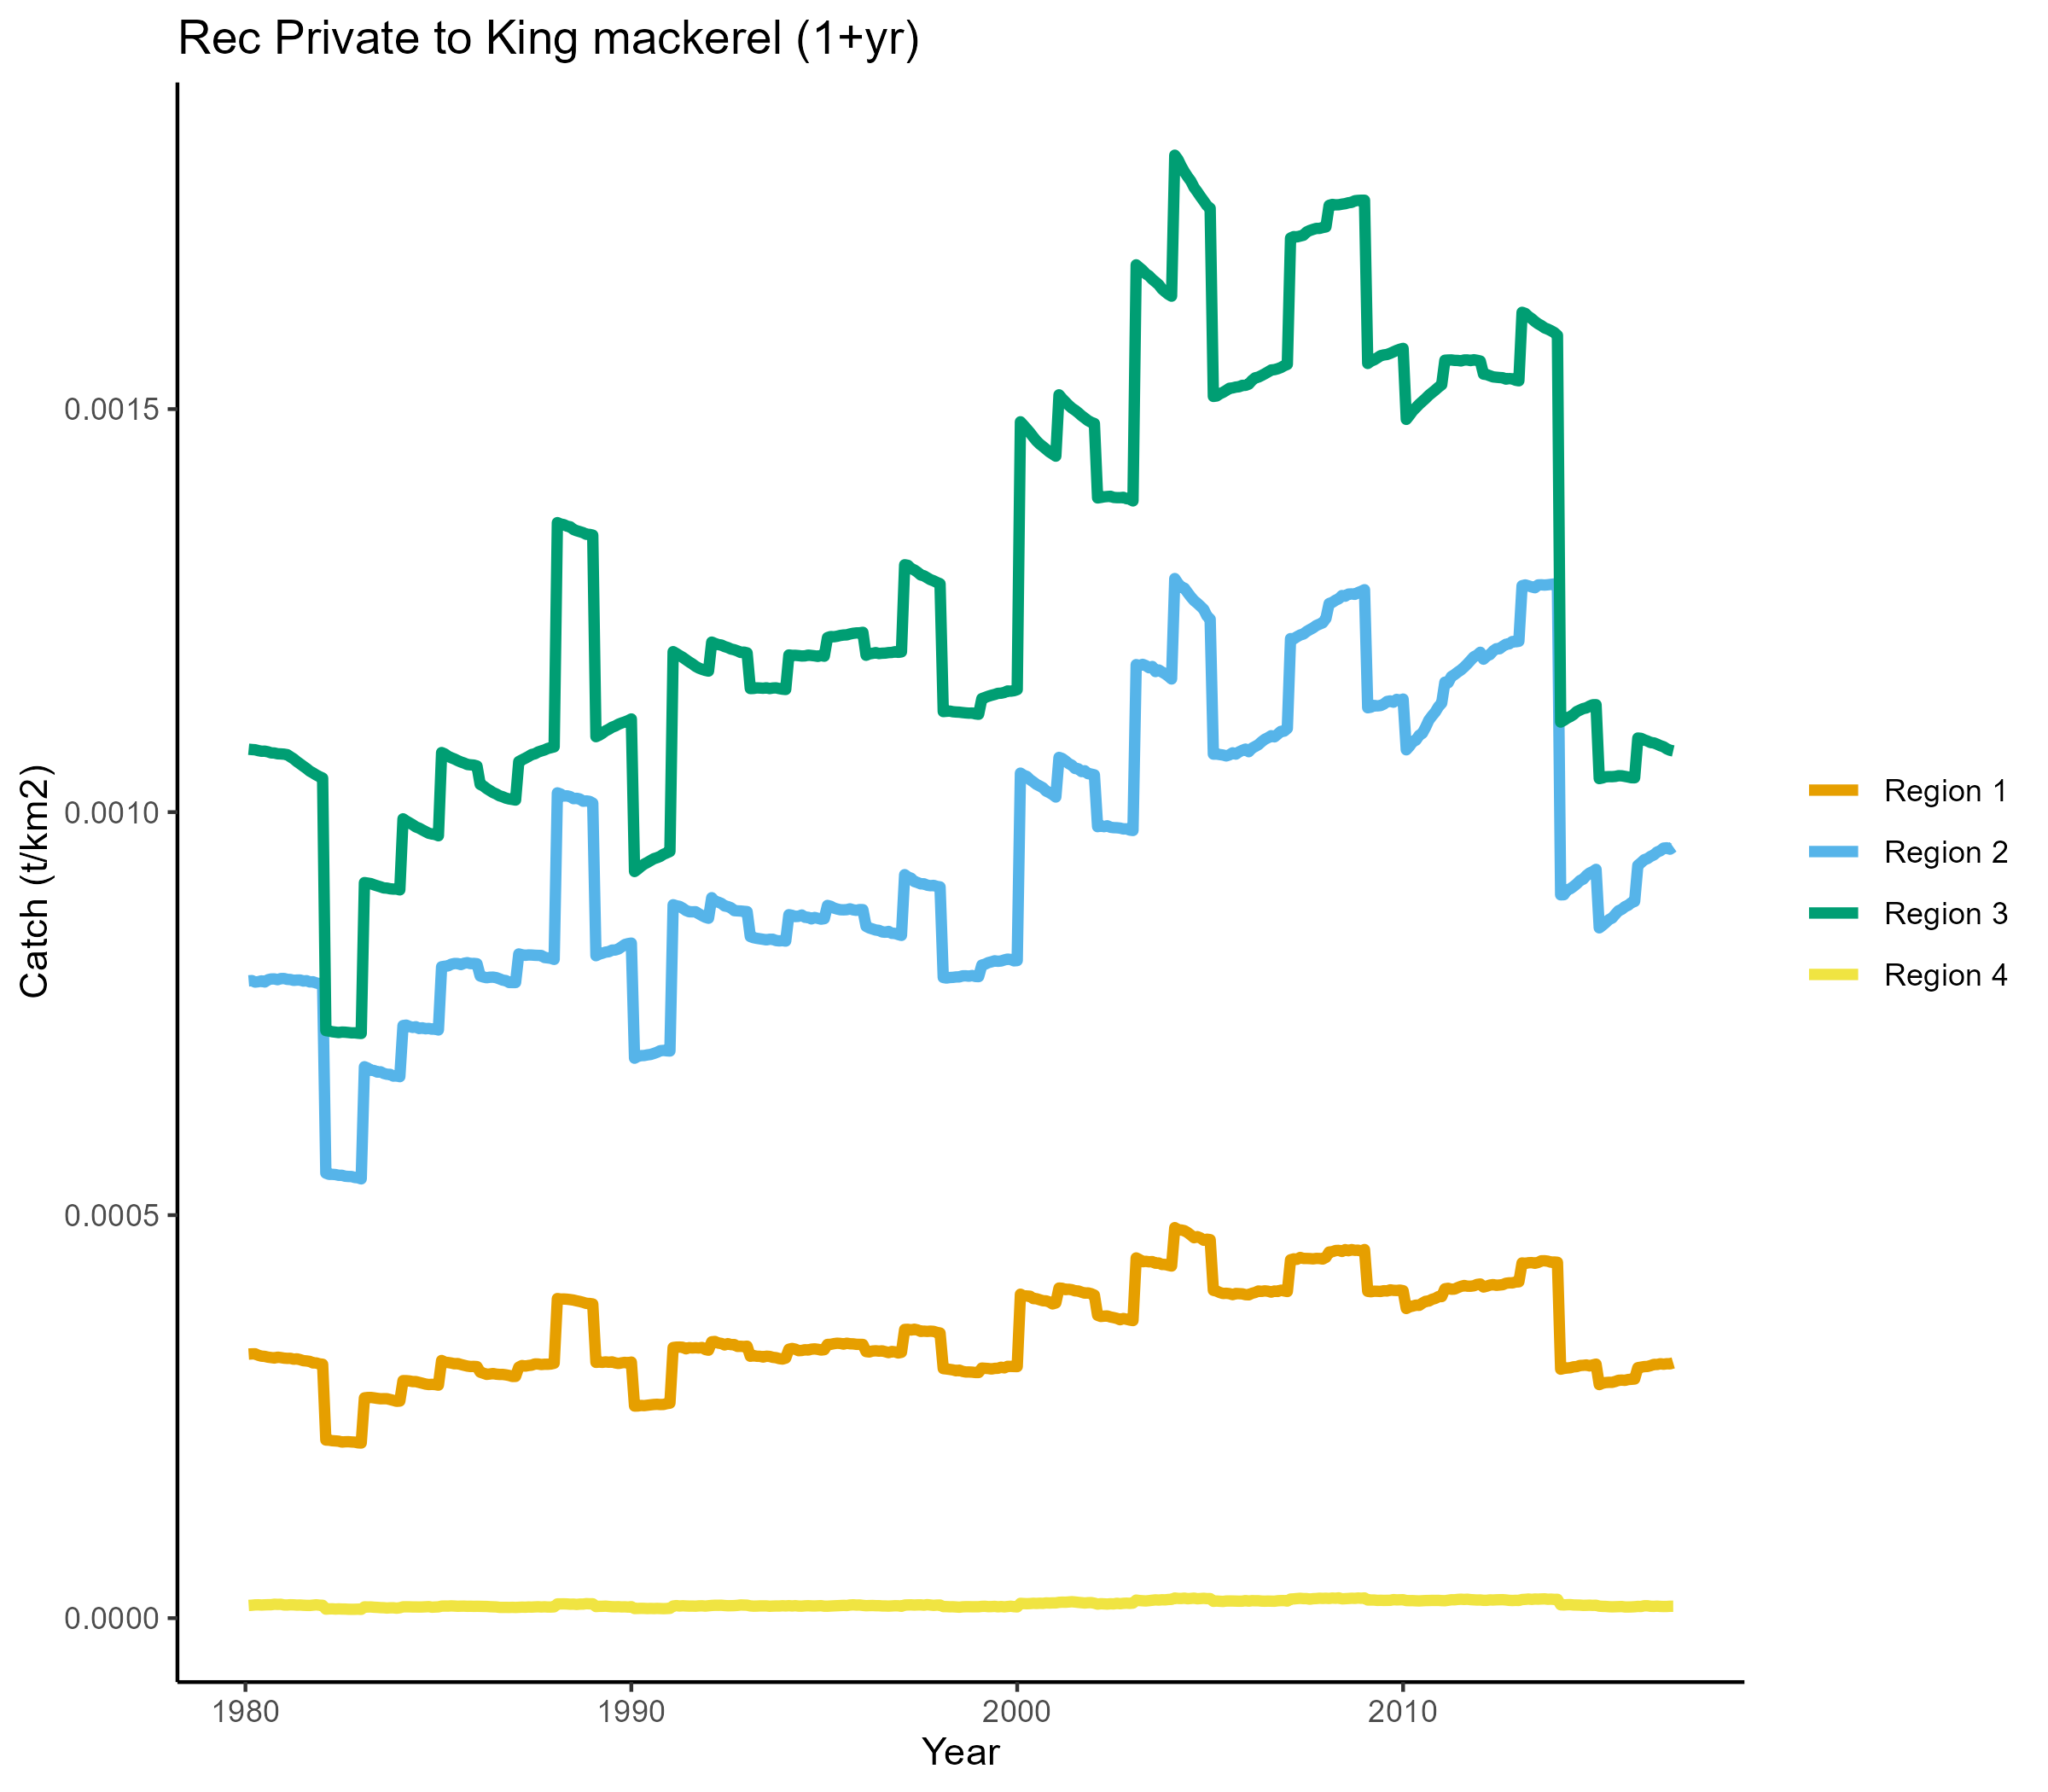 Rec Private to King mackerel (1+yr)
Catch (t/km2)
0.0015
0.0010
0.0005
0.0000
1980
1990
2000
2010
Year
Region 1
Region 2
Region 3
Region 4